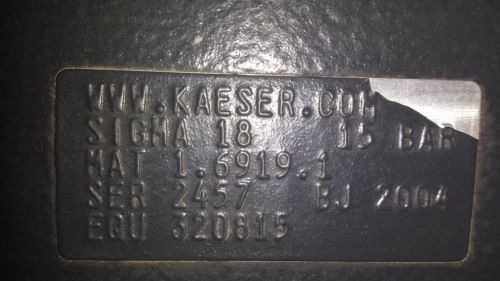 WWW.KAESER.COM
SIGMA 18 15 BAR
MAT 1.6919.1
SER 2457 BJ 2004
EQU 320815